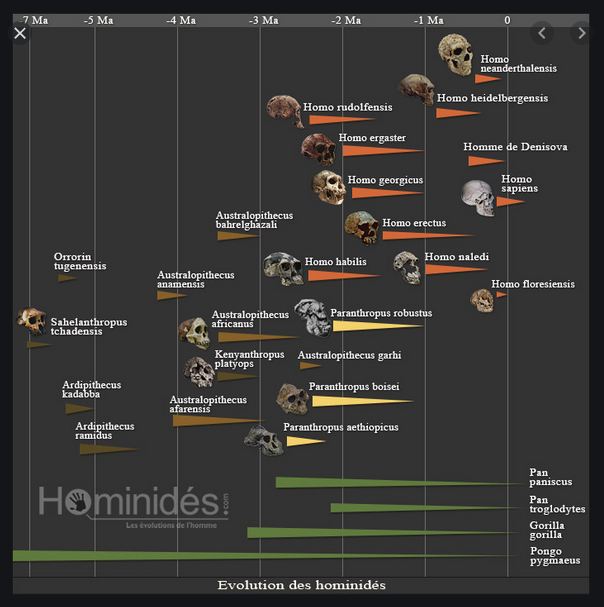 -7 Ma -5 Ma -4 Ma -3 Ma -2 Ma -1 Ma 0
Homo
neanderthalensis
Homo heidelbergensis
Homo rudolfensis
Homo ergaster
Homme de Denisova
Homo georgicus
Homo
sapiens
Australopithecus
bahrelghazali
Homo erectus
Orrorin
tugenensis
Homo habilis
Homo naledi
Australopithecus
anamensis
Homo floresiensis
Sahelanthropus
tchadensis
Australopithecus
africanus
Paranthropus robustus
Kenyanthropus
platyops
Australopithecus garhi
Ardipithecus
kadabba
Paranthropus boisei
Australopithecus
afarensis
Ardipithecus
ramidus
Paranthropus aethiopicus
Pan
paniscus
Hominidés.com
Les évolutions de l'homme
Pan
troglodytes
Gorilla
gorilla
Pongo
pygmaeus
Evolution des hominidés